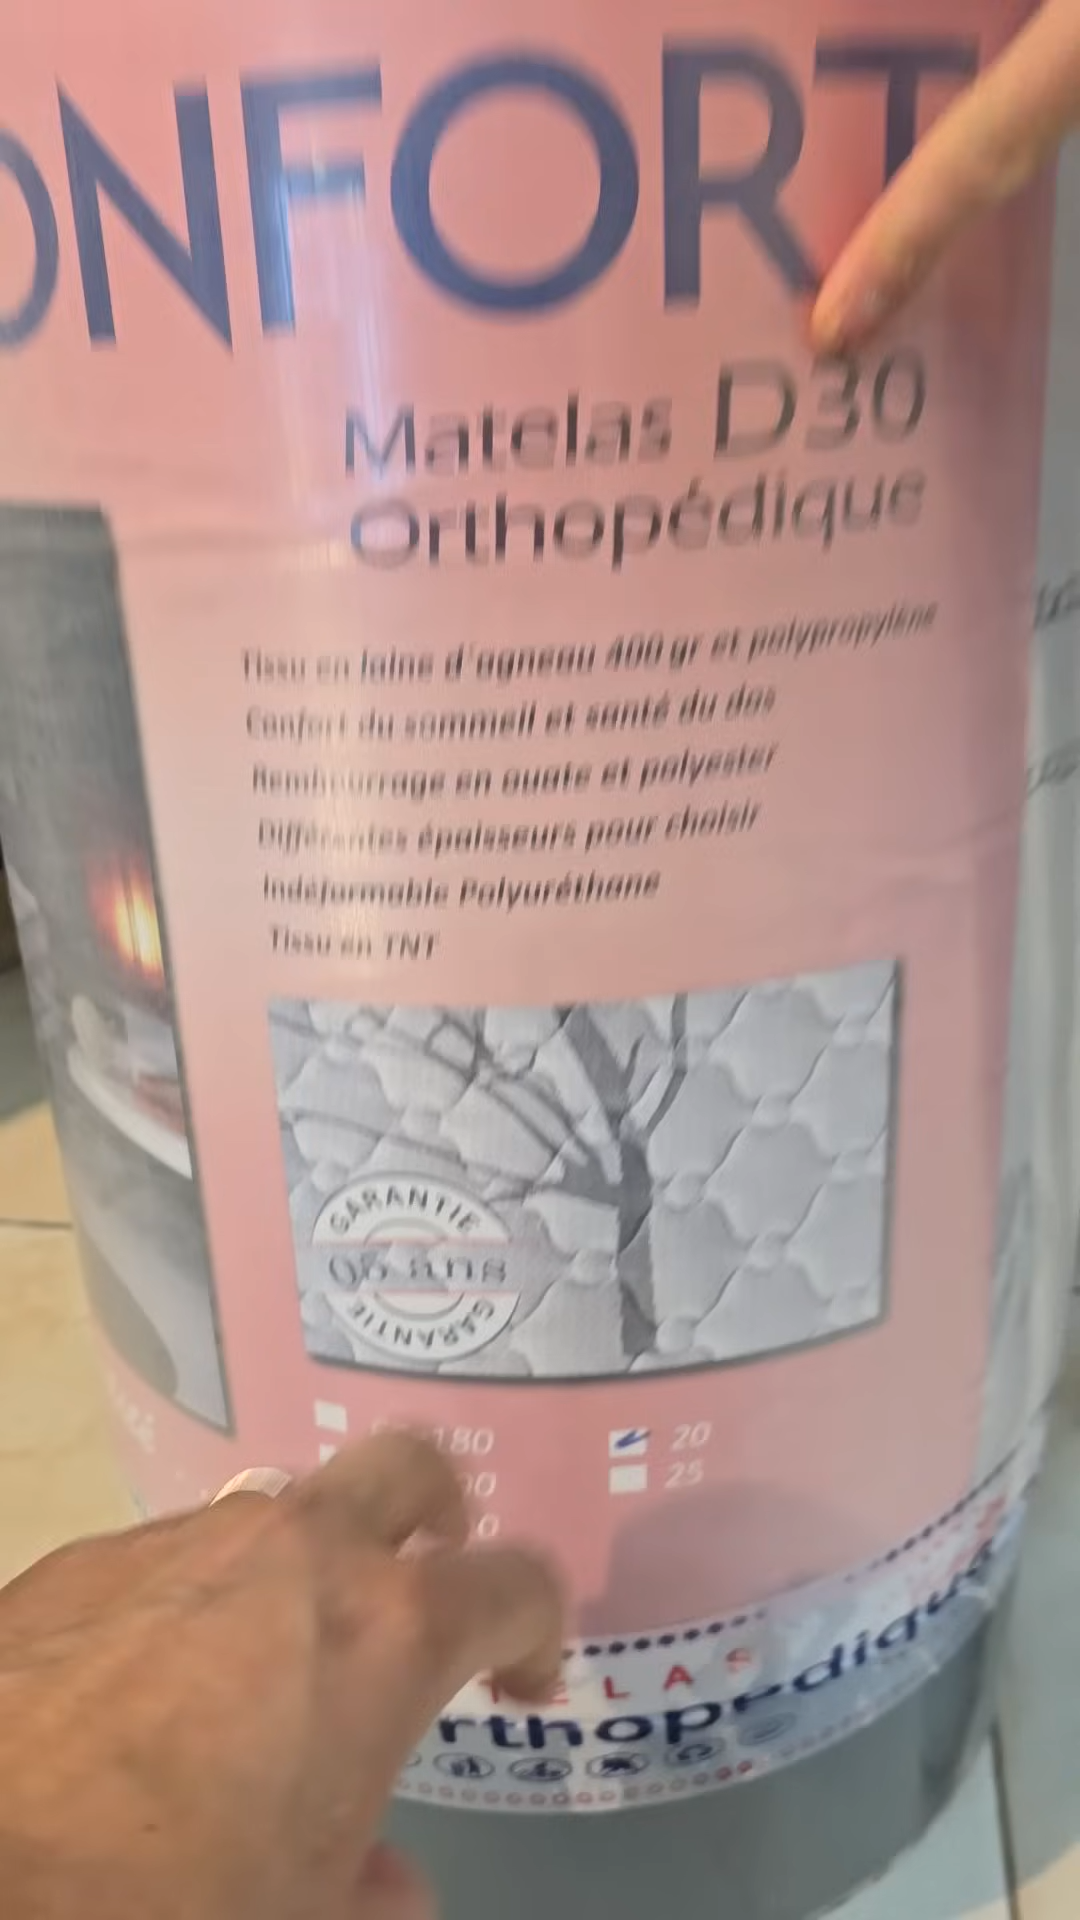 ONFORT
Matelas D30
Orthopédique
Tissu en laine d'agneau 400 gr et polypropylène
Confort du sommeil et santé du dos
Rembourrage en ouate et polyester
Différentes épaisseurs pour choisir
Indéformable Polyuréthane
Tissu en TNT
GARANTIE
05 ans
GARANTIE
180
20
25
TELAS
rthopedique